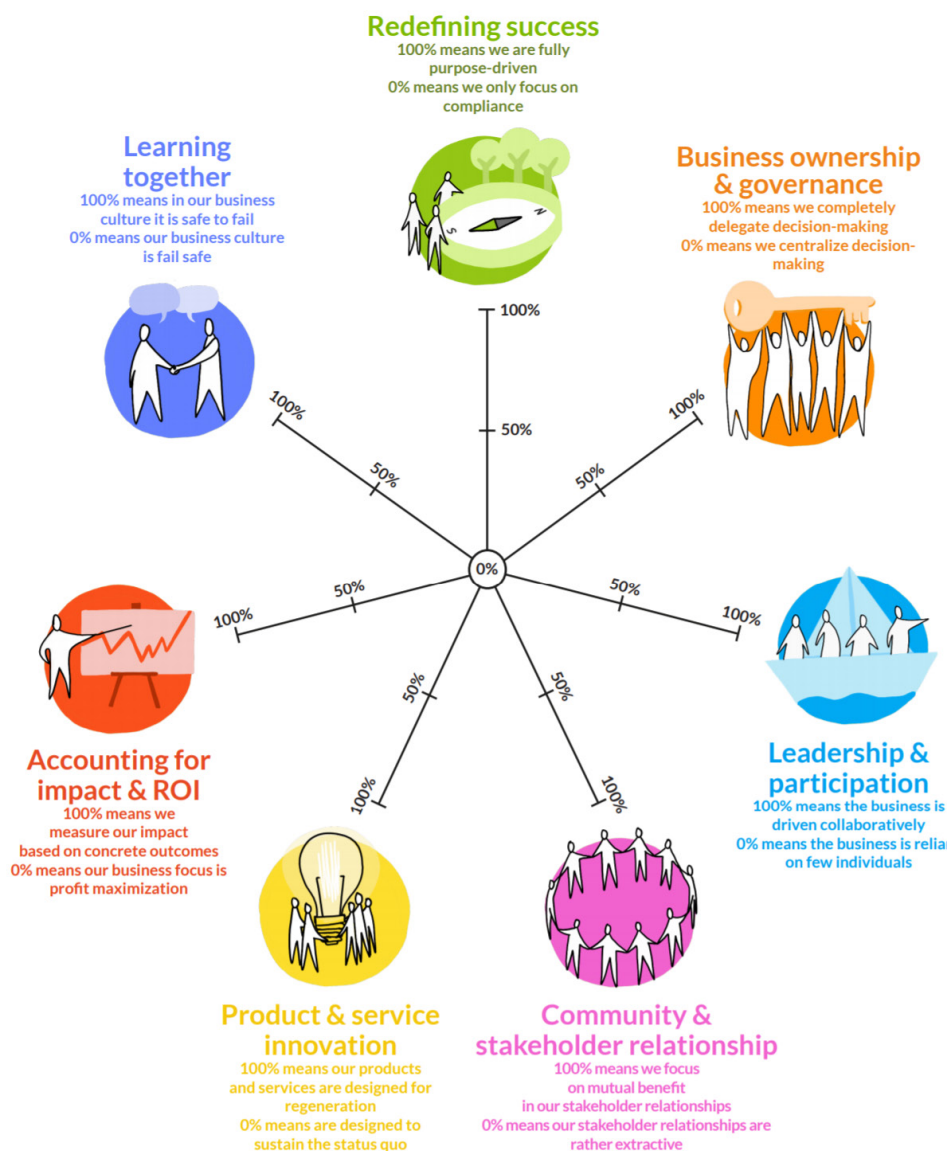 Redefining success
100% means we are fully
purpose-driven
0% means we only focus on
compliance
Learning
together
100% means in our business
culture it is safe to fail
0% means our business culture
is fail safe
Business ownership
& governance
100% means we completely
delegate decision-making
0% means we centralize decision-
making
N
S
100%
50%
100%
50%
100%
50%
0%
100%
50%
50%
100%
50%
100%
50%
100%
Accounting for
impact & ROI
100% means we
measure our impact
based on concrete outcomes
0% means our business focus is
profit maximization
Leadership &
participation
100% means the business is
driven collaboratively
0% means the business is relia
on few individuals
Product & service
innovation
100% means our products
and services are designed for
regeneration
0% means are designed to
sustain the status quo
Community &
stakeholder relationship
100% means we focus
on mutual benefit
in our stakeholder relationships
0% means our stakeholder relationships are
rather extractive